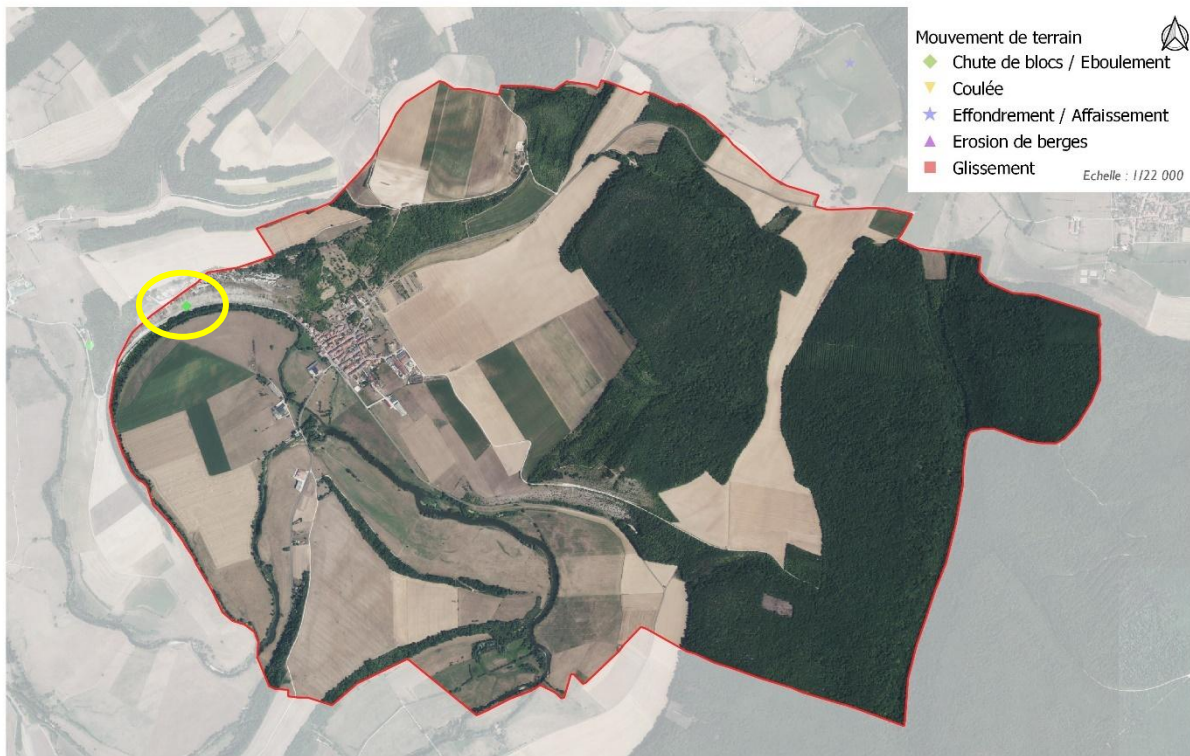 Mouvement de terrain
Chute de blocs / Eboulement
Coulée
Effondrement / Affaissement
Erosion de berges
Glissement
Echelle : 1/22 000